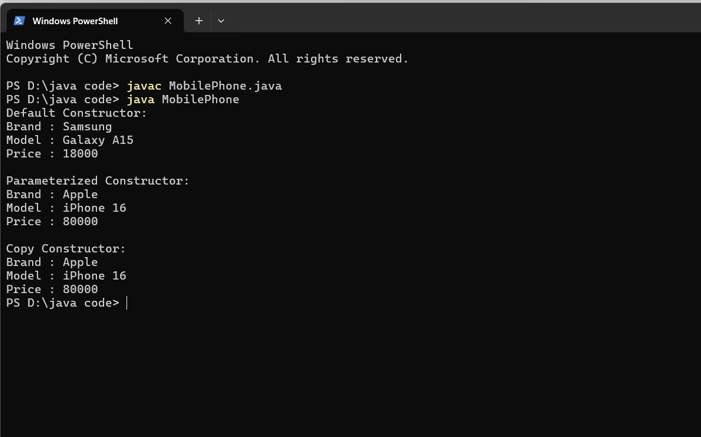 Windows PowerShell
Windows PowerShell
Copyright (C) Microsoft Corporation. All rights reserved.
PS D:\java code> javac MobilePhone.java
PS D:\java code> java MobilePhone
Default Constructor:
Brand : Samsung
Model : Galaxy A15
Price : 18000
Parameterized Constructor:
Brand : Apple
Model : iPhone 16
Price : 80000
Copy Constructor:
Brand : Apple
Model : iPhone 16
Price : 80000
PS D:\java code>